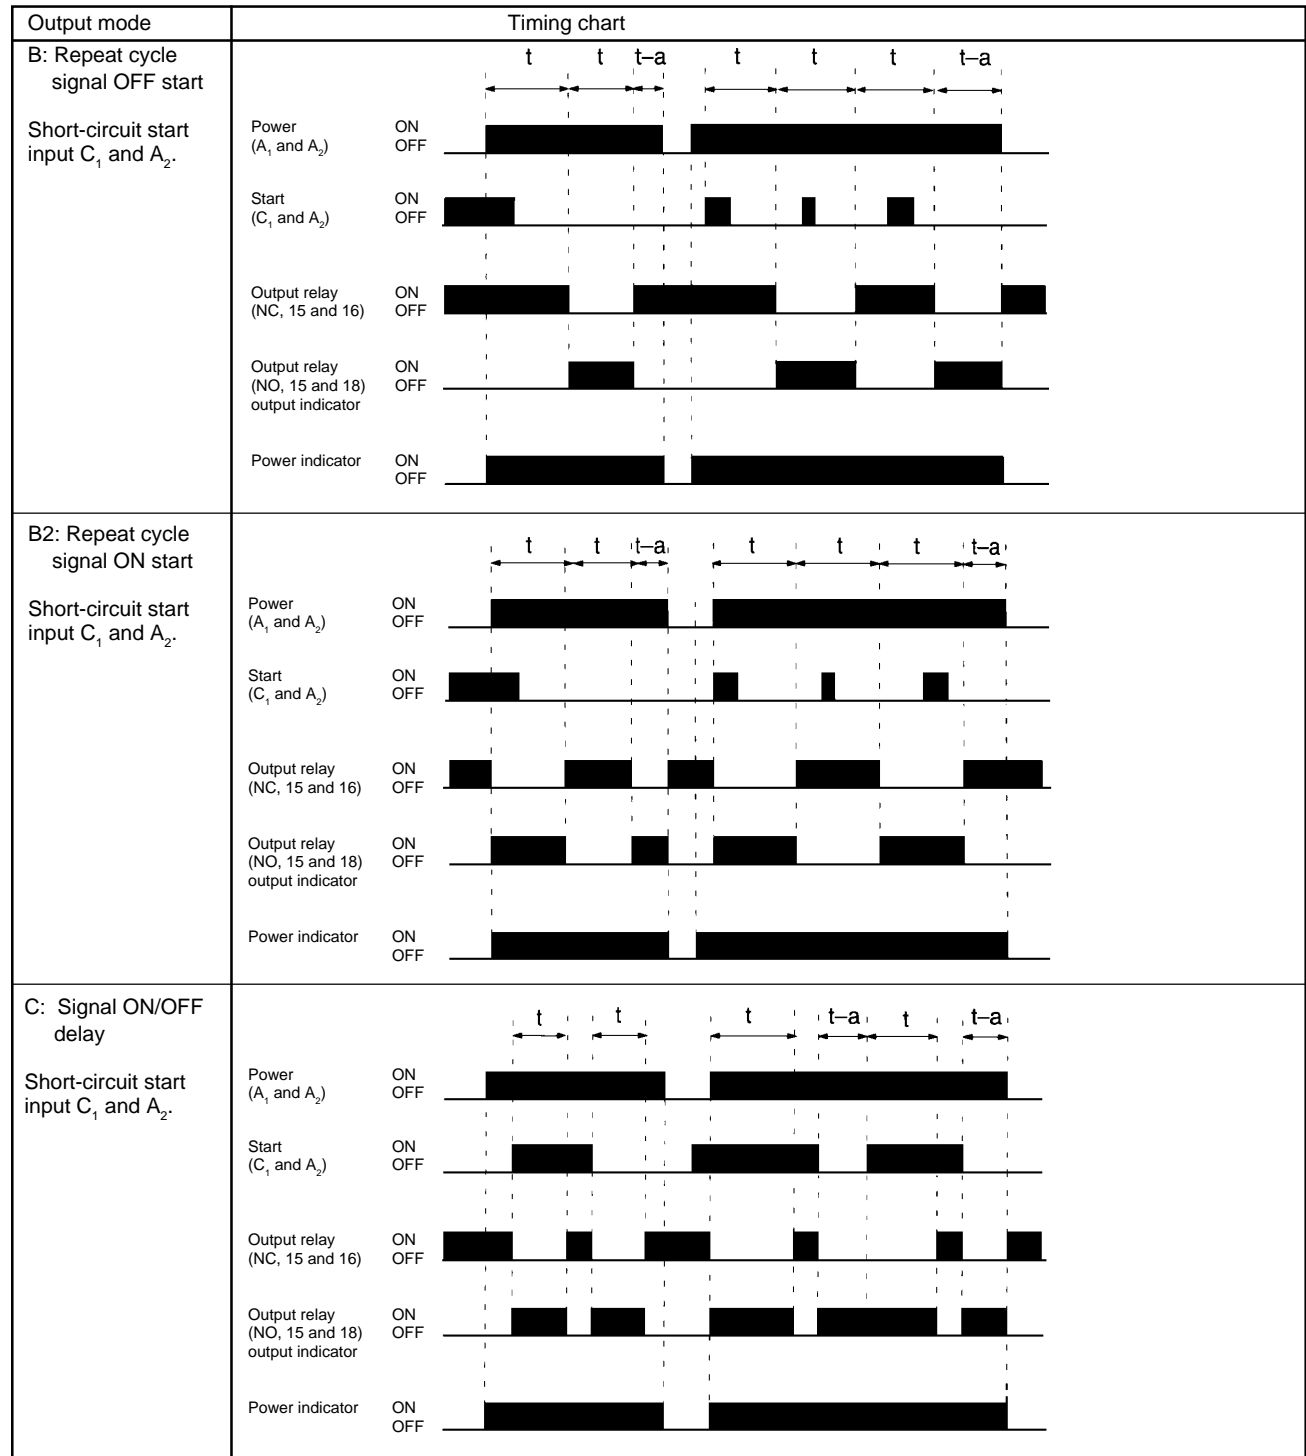 Output mode Timing chart
B: Repeat cycle
signal OFF start
Short-circuit start
input C₁ and A₂.
t t t–a t t t t–a
Power ON
(A₁ and A₂) OFF
Start ON
(C₁ and A₂) OFF
Output relay ON
(NC, 15 and 16) OFF
Output relay ON
(NO, 15 and 18) OFF
output indicator
Power indicator ON
OFF
B2: Repeat cycle
signal ON start
Short-circuit start
input C₁ and A₂.
t t t–a t t t t–a
Power ON
(A₁ and A₂) OFF
Start ON
(C₁ and A₂) OFF
Output relay ON
(NC, 15 and 16) OFF
Output relay ON
(NO, 15 and 18) OFF
output indicator
Power indicator ON
OFF
C: Signal ON/OFF
delay
Short-circuit start
input C₁ and A₂.
t t t t–a t t–a
Power ON
(A₁ and A₂) OFF
Start ON
(C₁ and A₂) OFF
Output relay ON
(NC, 15 and 16) OFF
Output relay ON
(NO, 15 and 18) OFF
output indicator
Power indicator ON
OFF